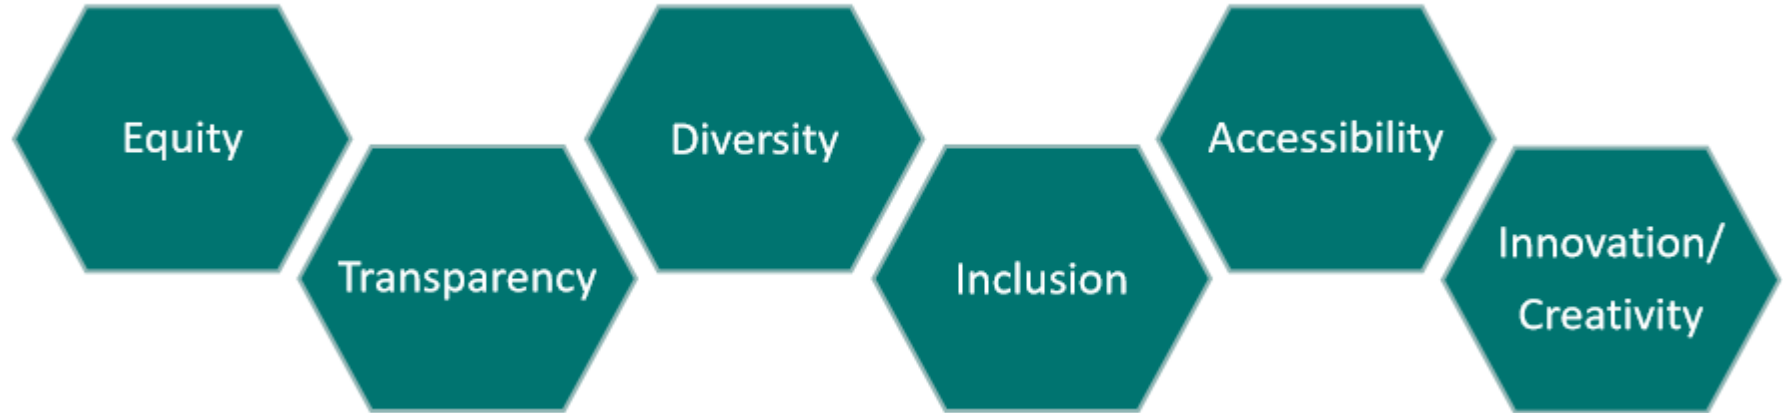 Equity
Transparency
Diversity
Inclusion
Accessibility
Innovation/
Creativity